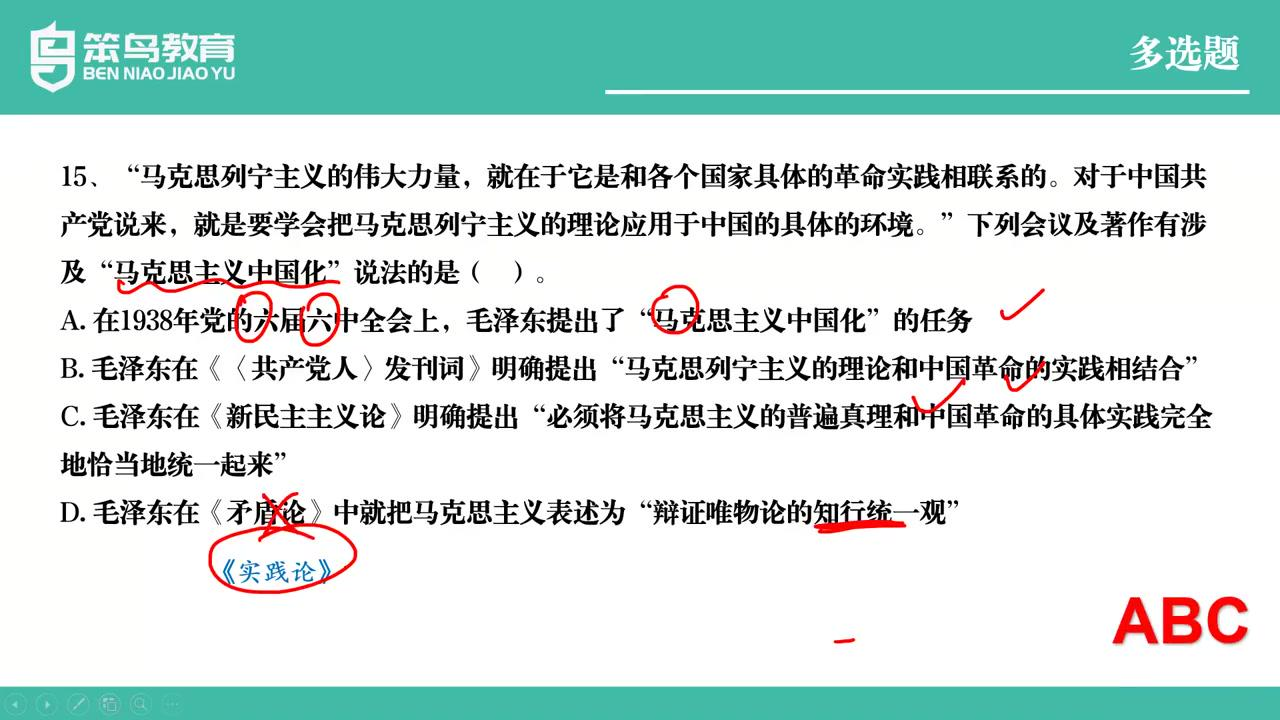 笨鸟教育
BEN NIAO JIAO YU
多选题
15、“马克思列宁主义的伟大力量，就在于它是和各个国家具体的革命实践相联系的。对于中国共
产党说来，就是要学会把马克思列宁主义的理论应用于中国的具体的环境。”下列会议及著作有涉
及“马克思主义中国化”说法的是（　）。
A. 在1938年党的六届六中全会上，毛泽东提出了“马克思主义中国化”的任务
B. 毛泽东在《〈共产党人〉发刊词》明确提出“马克思列宁主义的理论和中国革命的实践相结合”
C. 毛泽东在《新民主主义论》明确提出“必须将马克思主义的普遍真理和中国革命的具体实践完全
地恰当地统一起来”
D. 毛泽东在《矛盾论》中就把马克思主义表述为“辩证唯物论的知行统一观”
《实践论》
ABC